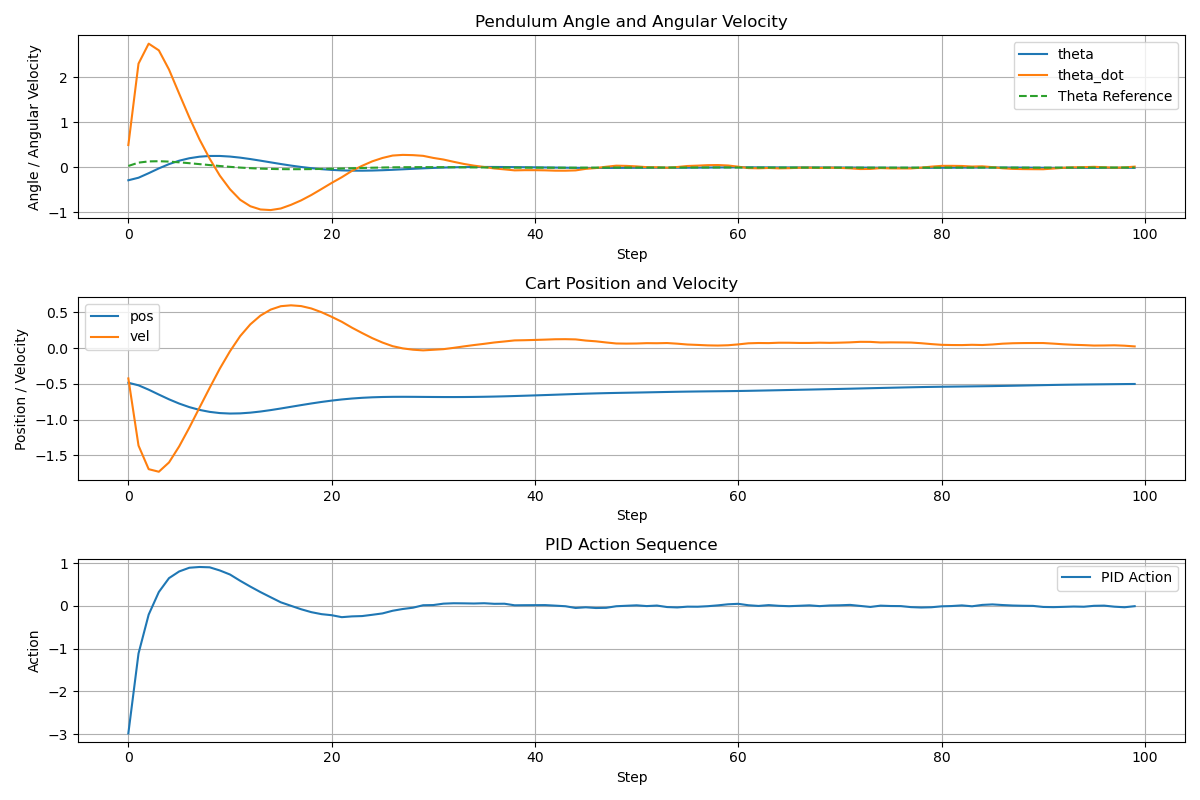 Pendulum Angle and Angular Velocity
Angle / Angular Velocity
2
1
0
−1
theta
theta_dot
Theta Reference
0 20 40 60 80 100
Step
Cart Position and Velocity
Position / Velocity
0.5
0.0
−0.5
−1.0
−1.5
pos
vel
0 20 40 60 80 100
Step
PID Action Sequence
Action
1
0
−1
−2
−3
PID Action
0 20 40 60 80 100
Step